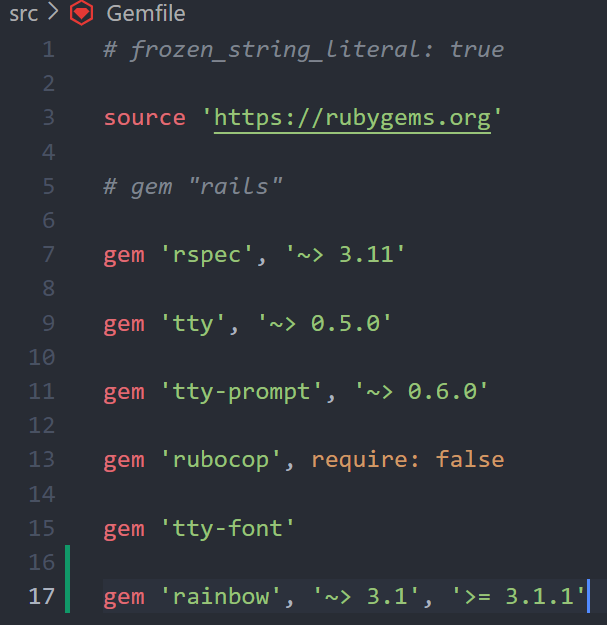 src > Gemfile
1 # frozen_string_literal: true
2
3 source 'https://rubygems.org'
4
5 # gem "rails"
6
7 gem 'rspec', '~> 3.11'
8
9 gem 'tty', '~> 0.5.0'
10
11 gem 'tty-prompt', '~> 0.6.0'
12
13 gem 'rubocop', require: false
14
15 gem 'tty-font'
16
17 gem 'rainbow', '~> 3.1', '>= 3.1.1'